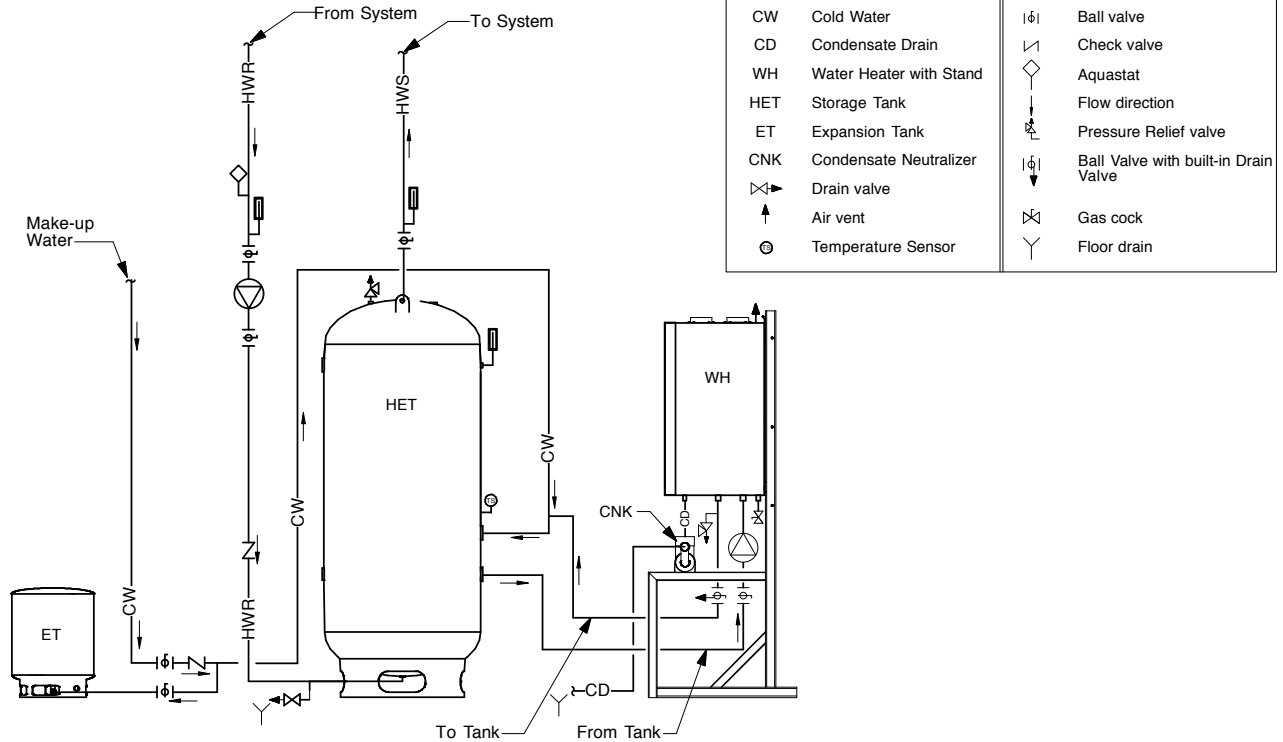 From System
To System
HWR
HWS
Make-up
Water
CW
CW
HWR
CW
HET
TS
ET
WH
CNK
CD
CD
To Tank
From Tank
CW Cold Water
CD Condensate Drain
WH Water Heater with Stand
HET Storage Tank
ET Expansion Tank
CNK Condensate Neutralizer
Drain valve
Air vent
TS Temperature Sensor
Ball valve
Check valve
Aquastat
Flow direction
Pressure Relief valve
Ball Valve with built-in Drain
Valve
Gas cock
Floor drain